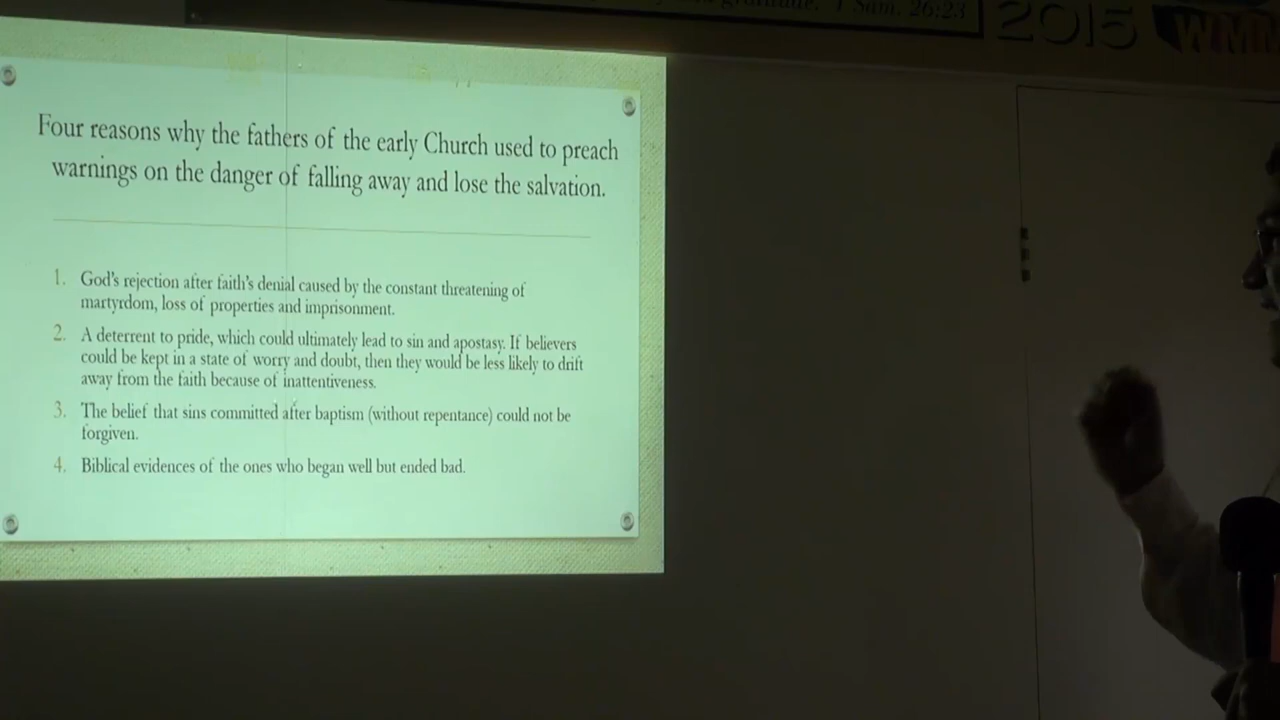 1 Sam. 26:23
2015
Four reasons why the fathers of the early Church used to preach
warnings on the danger of falling away and lose the salvation.
1. God's rejection after faith's denial caused by the constant threatening of
martyrdom, loss of properties and imprisonment.
2. A deterrent to pride, which could ultimately lead to sin and apostasy. If believers
could be kept in a state of worry and doubt, then they would be less likely to drift
away from the faith because of inattentiveness.
3. The belief that sins committed after baptism (without repentance) could not be
forgiven.
4. Biblical evidences of the ones who began well but ended bad.